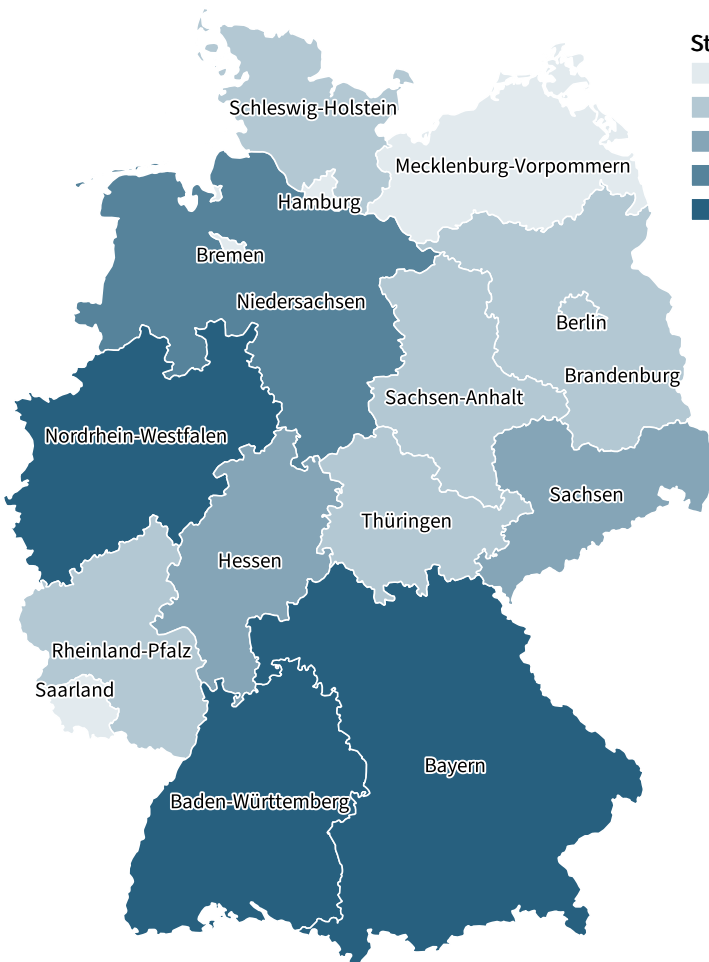 St
Schleswig-Holstein
Mecklenburg-Vorpommern
Hamburg
Bremen
Niedersachsen
Berlin
Brandenburg
Sachsen-Anhalt
Nordrhein-Westfalen
Sachsen
Thüringen
Hessen
Rheinland-Pfalz
Saarland
Bayern
Baden-Württemberg